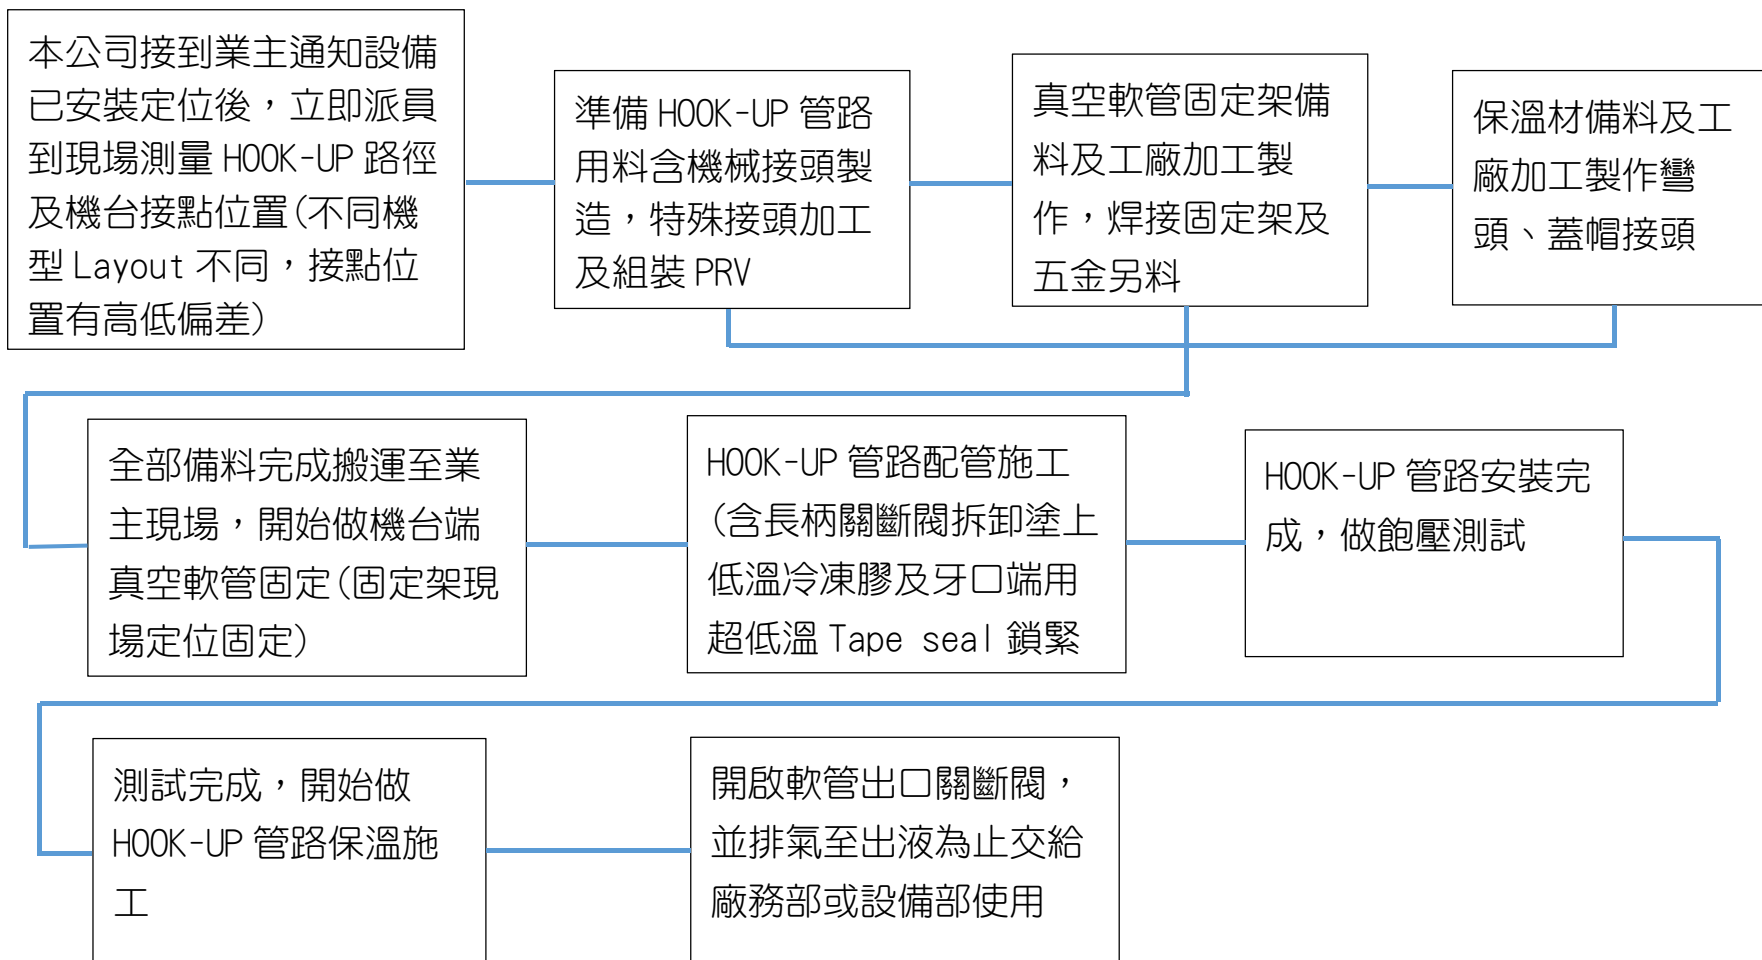 本公司接到業主通知設備
已安裝定位後，立即派員
到現場測量 HOOK-UP 路徑
及機台接點位置(不同機
型 Layout 不同，接點位
置有高低偏差)
準備 HOOK-UP 管路
用料含機械接頭製
造，特殊接頭加工
及組裝 PRV
真空軟管固定架備
料及工廠加工製
作，焊接固定架及
五金另料
保溫材備料及工
廠加工製作彎
頭、蓋帽接頭
全部備料完成搬運至業
主現場，開始做機台端
真空軟管固定(固定架現
場定位固定)
HOOK-UP 管路配管施工
(含長柄關斷閥拆卸塗上
低溫冷凍膠及牙口端用
超低溫 Tape seal 鎖緊
HOOK-UP 管路安裝完
成，做飽壓測試
測試完成，開始做
HOOK-UP 管路保溫施
工
開啟軟管出口關斷閥，
並排氣至出液為止交給
廠務部或設備部使用